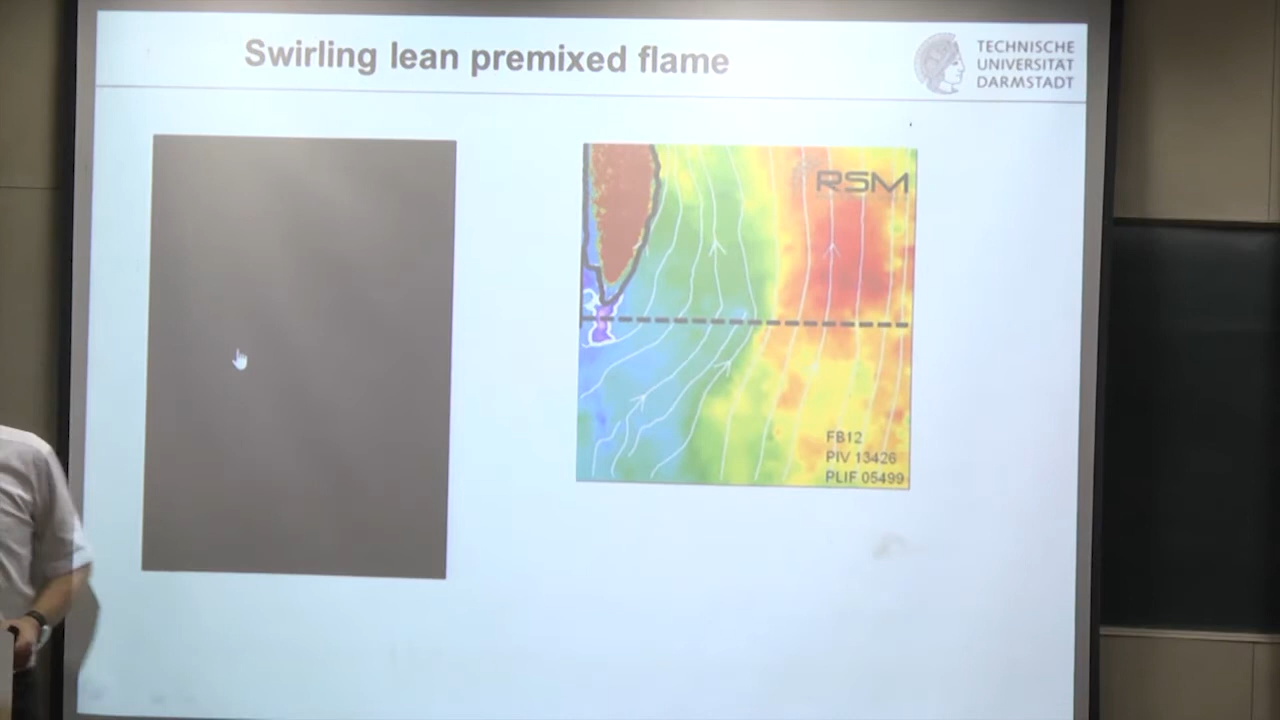 Swirling lean premixed flame
TECHNISCHE
UNIVERSITÄT
DARMSTADT
RSM
FB12
PIV 13426
PLIF 05499